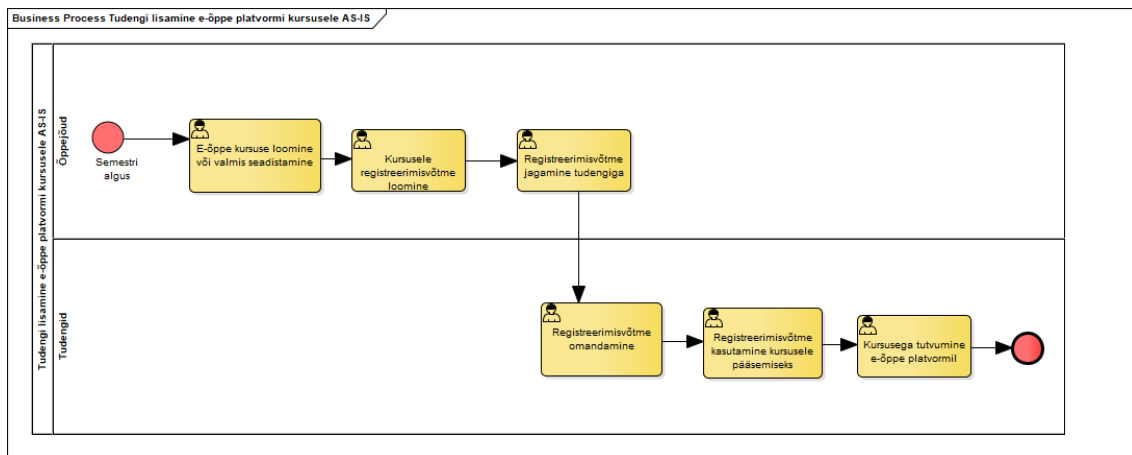 Business Process Tudengi lisamine e-õppe platvormi kursusele AS-IS
Tudengi lisamine e-õppe platvormi kursusele AS-IS
Õppejõud
Semestri
algus
E-õppe kursuse loomine
või valmis seadistamine
Kursusele
registreerimisvõtme
loomine
Registreerimisvõtme
jagamine tudengiga
Tudengid
Registreerimisvõtme
omandamine
Registreerimisvõtme
kasutamine kursusele
pääsemiseks
Kursusega tutvumine
e-õppe platvormil